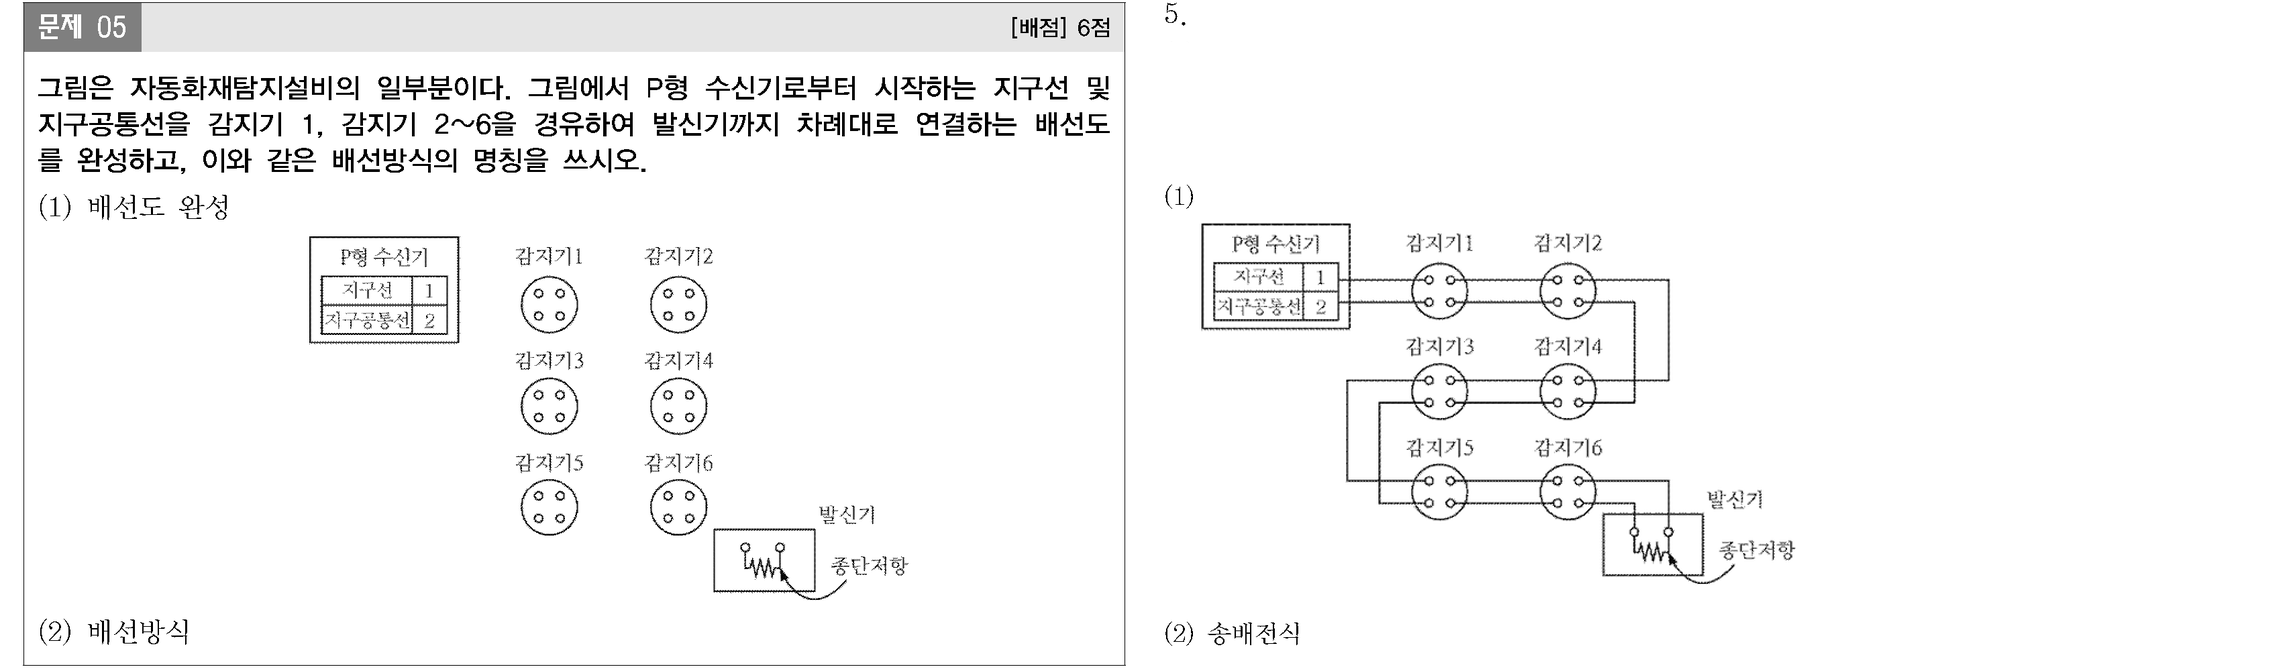 문제 05
[배점] 6점
그림은 자동화재탐지설비의 일부분이다. 그림에서 P형 수신기로부터 시작하는 지구선 및
지구공통선을 감지기 1, 감지기 2~6을 경유하여 발신기까지 차례대로 연결하는 배선도
를 완성하고, 이와 같은 배선방식의 명칭을 쓰시오.
(1) 배선도 완성
P형 수신기
지구선 1
지구공통선 2
감지기1
감지기2
감지기3
감지기4
감지기5
감지기6
발신기
종단저항
(2) 배선방식
5.
(1)
P형 수신기
지구선 1
지구공통선 2
감지기1
감지기2
감지기3
감지기4
감지기5
감지기6
발신기
종단저항
(2) 송배전식